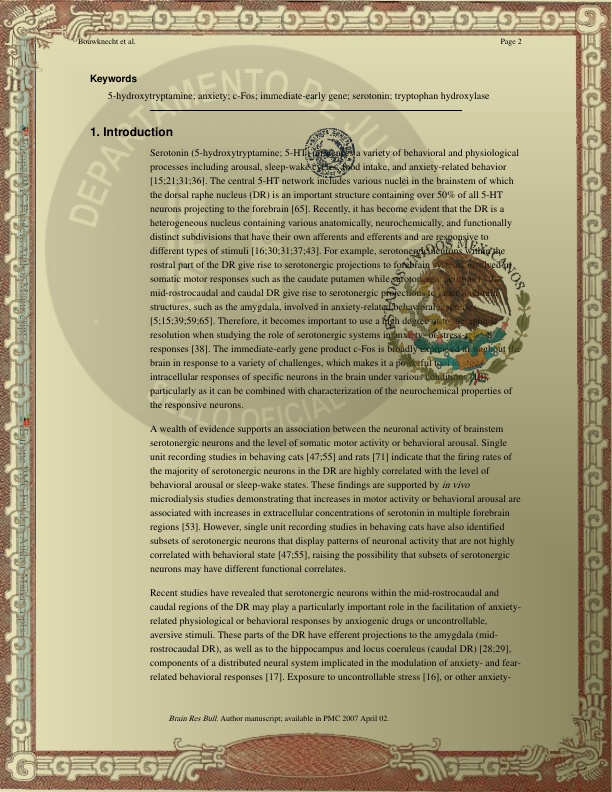 Bouwknecht et al.
Page 2
Keywords
5-hydroxytryptamine; anxiety; c-Fos; immediate-early gene; serotonin; tryptophan hydroxylase
1. Introduction
Serotonin (5-hydroxytryptamine; 5-HT) a variety of behavioral and physiological
processes including arousal, sleep-wake food intake, and anxiety-related behavior
[15;21;31;36]. The central 5-HT network includes various nuclei in the brainstem of which
the dorsal raphe nucleus (DR) is an important structure containing over 50% of all 5-HT
neurons projecting to the forebrain [65]. Recently, it has become evident that the DR is a
heterogeneous nucleus containing various anatomically, neurochemically, and functionally
distinct subdivisions that have their own afferents and efferents and are responsive to
different types of stimuli [16;30;31;37;43]. For example, serotonergic neurons within the
rostral part of the DR give rise to serotonergic projections to forebrain systems involved in
somatic motor responses such as the caudate putamen while
mid-rostrocaudal and caudal DR give rise to serotonergic projections to
structures, such as the amygdala, involved in anxiety-related behavioral responses
[5;15;39;59;65]. Therefore, it becomes important to use a high degree
resolution when studying the role of serotonergic systems in anxiety- or stress-
responses [38]. The immediate-early gene product c-Fos is broadly expressed throughout the
brain in response to a variety of challenges, which makes it a powerful tool
intracellular responses of specific neurons in the brain under various conditions
particularly as it can be combined with characterization of the neurochemical properties of
the responsive neurons.
A wealth of evidence supports an association between the neuronal activity of brainstem
serotonergic neurons and the level of somatic motor activity or behavioral arousal. Single
unit recording studies in behaving cats [47;55] and rats [71] indicate that the firing rates of
the majority of serotonergic neurons in the DR are highly correlated with the level of
behavioral arousal or sleep-wake states. These findings are supported by in vivo
microdialysis studies demonstrating that increases in motor activity or behavioral arousal are
associated with increases in extracellular concentrations of serotonin in multiple forebrain
regions [53]. However, single unit recording studies in behaving cats have also identified
subsets of serotonergic neurons that display patterns of neuronal activity that are not highly
correlated with behavioral state [47;55], raising the possibility that subsets of serotonergic
neurons may have different functional correlates.
Recent studies have revealed that serotonergic neurons within the mid-rostrocaudal and
caudal regions of the DR may play a particularly important role in the facilitation of anxiety-
related physiological or behavioral responses by anxiogenic drugs or uncontrollable,
aversive stimuli. These parts of the DR have efferent projections to the amygdala (mid-
rostrocaudal DR), as well as to the hippocampus and locus coeruleus (caudal DR) [28;29],
components of a distributed neural system implicated in the modulation of anxiety- and fear-
related behavioral responses [17]. Exposure to uncontrollable stress [16], or other anxiety-
Brain Res Bull. Author manuscript; available in PMC 2007 April 02.
DEPARTAMENTO DE
SELLO OFICIAL
ESTADOS UNIDOS MEXICANOS